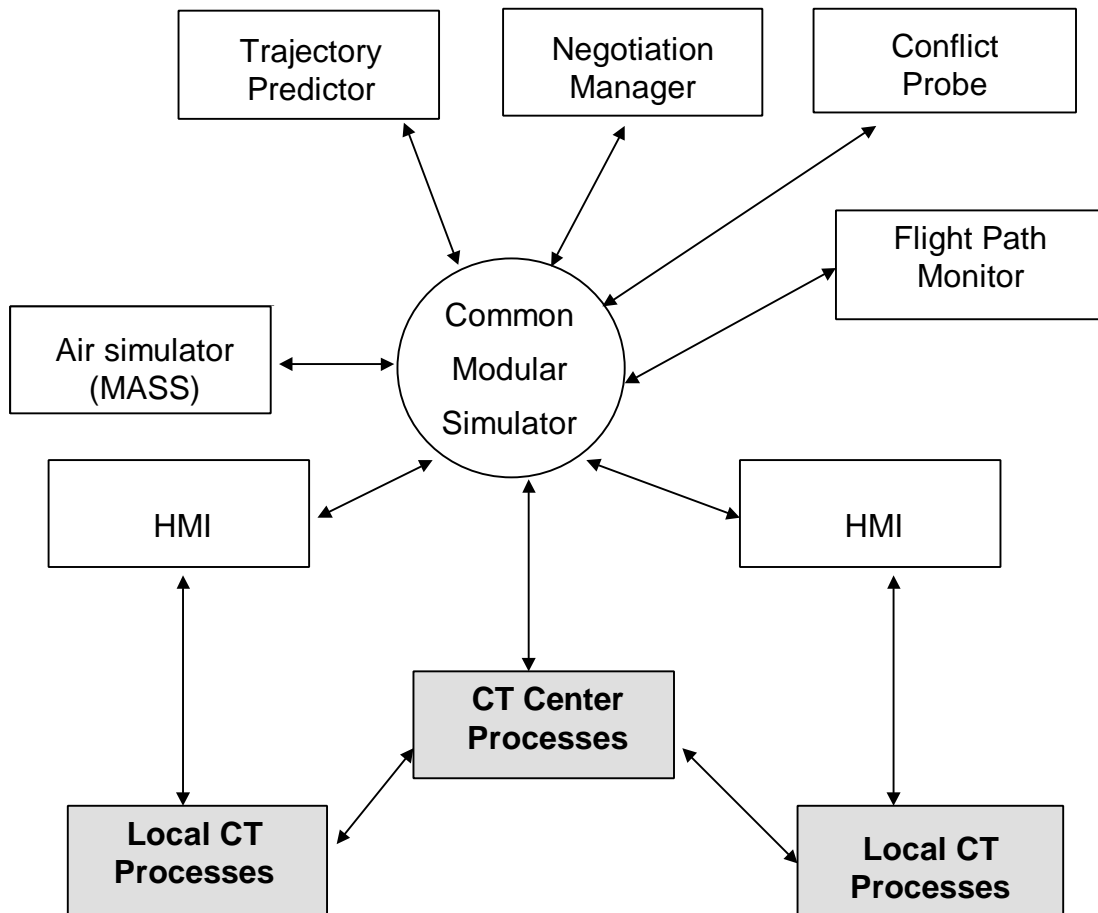 Trajectory
Predictor
Negotiation
Manager
Conflict
Probe
Flight Path
Monitor
Common
Modular
Simulator
Air simulator
(MASS)
HMI
HMI
CT Center
Processes
Local CT
Processes
Local CT
Processes